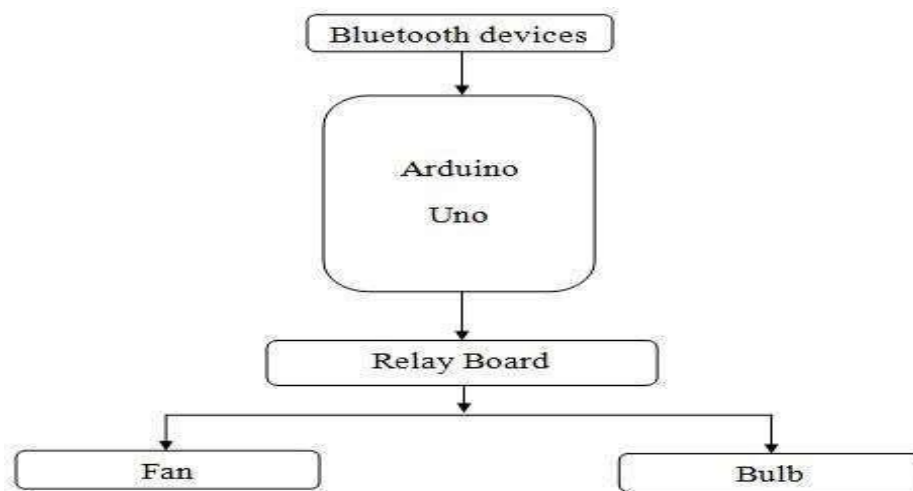 Bluetooth devices
Arduino
Uno
Relay Board
Fan
Bulb